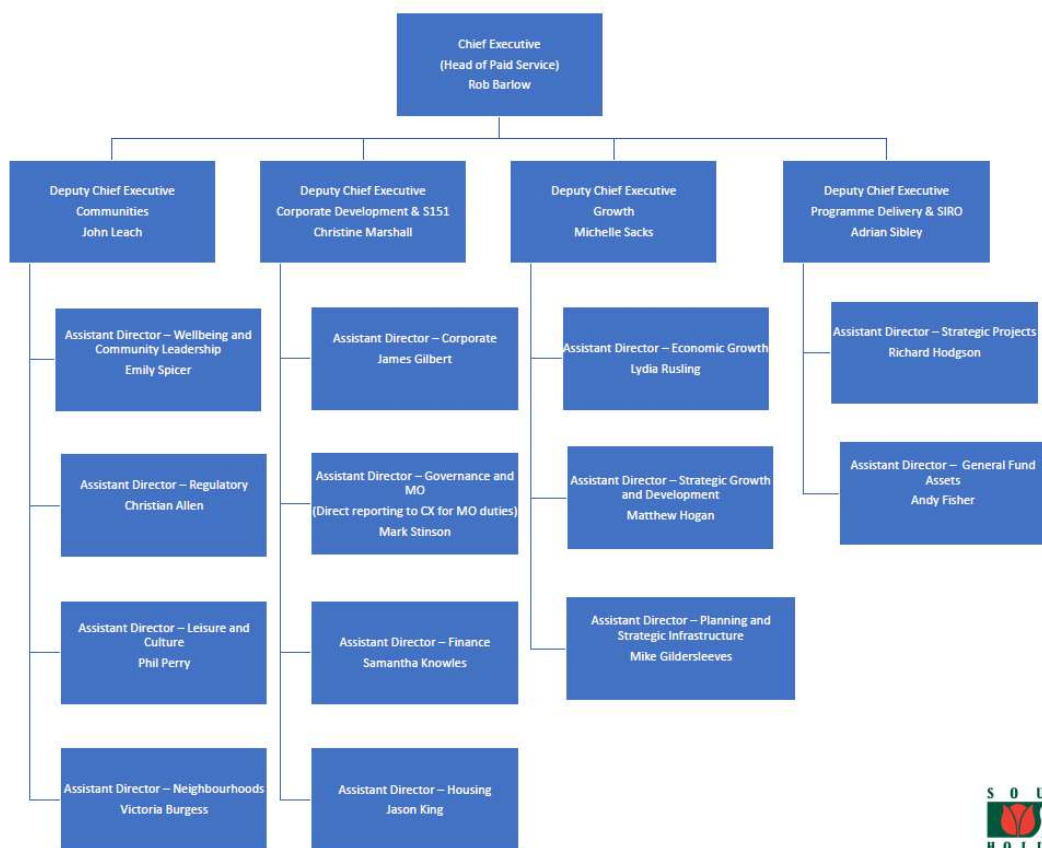 Chief Executive
(Head of Paid Service)
Rob Barlow
Deputy Chief Executive
Communities
John Leach
Deputy Chief Executive
Corporate Development & S151
Christine Marshall
Deputy Chief Executive
Growth
Michelle Sacks
Deputy Chief Executive
Programme Delivery & SIRO
Adrian Sibley
Assistant Director – Wellbeing and
Community Leadership
Emily Spicer
Assistant Director – Regulatory
Christian Allen
Assistant Director – Leisure and
Culture
Phil Perry
Assistant Director – Neighbourhoods
Victoria Burgess
Assistant Director – Corporate
James Gilbert
Assistant Director – Governance and
MO
(Direct reporting to CX for MO duties)
Mark Stinson
Assistant Director – Finance
Samantha Knowles
Assistant Director – Housing
Jason King
Assistant Director – Economic Growth
Lydia Rusling
Assistant Director – Strategic Growth
and Development
Matthew Hogan
Assistant Director – Planning and
Strategic Infrastructure
Mike Gildersleeves
Assistant Director – Strategic Projects
Richard Hodgson
Assistant Director – General Fund
Assets
Andy Fisher